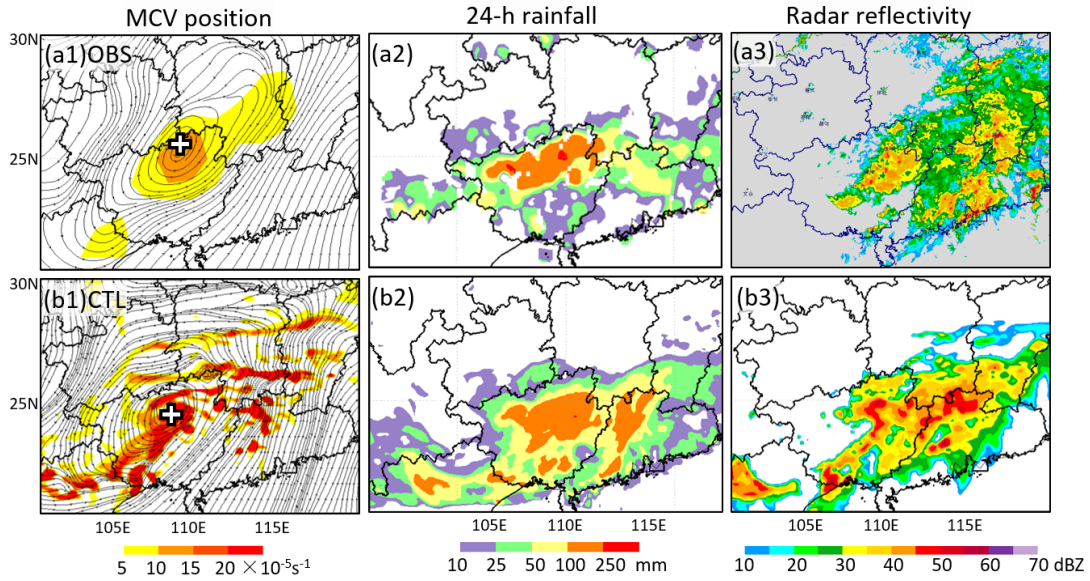 MCV position 24-h rainfall Radar reflectivity
30N (a1)OBS (a2) (a3)
25N
30N (b1)CTL (b2) (b3)
25N
105E 110E 115E 105E 110E 115E 105E 110E 115E
5 10 15 20 ×10⁻⁵s⁻¹ 10 25 50 100 250 mm 10 20 30 40 50 60 70 dBZ